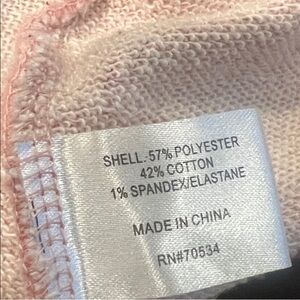 SHELL: 57% POLYESTER
42% COTTON
1% SPANDEX/ELASTANE
MADE IN CHINA
RN#70534